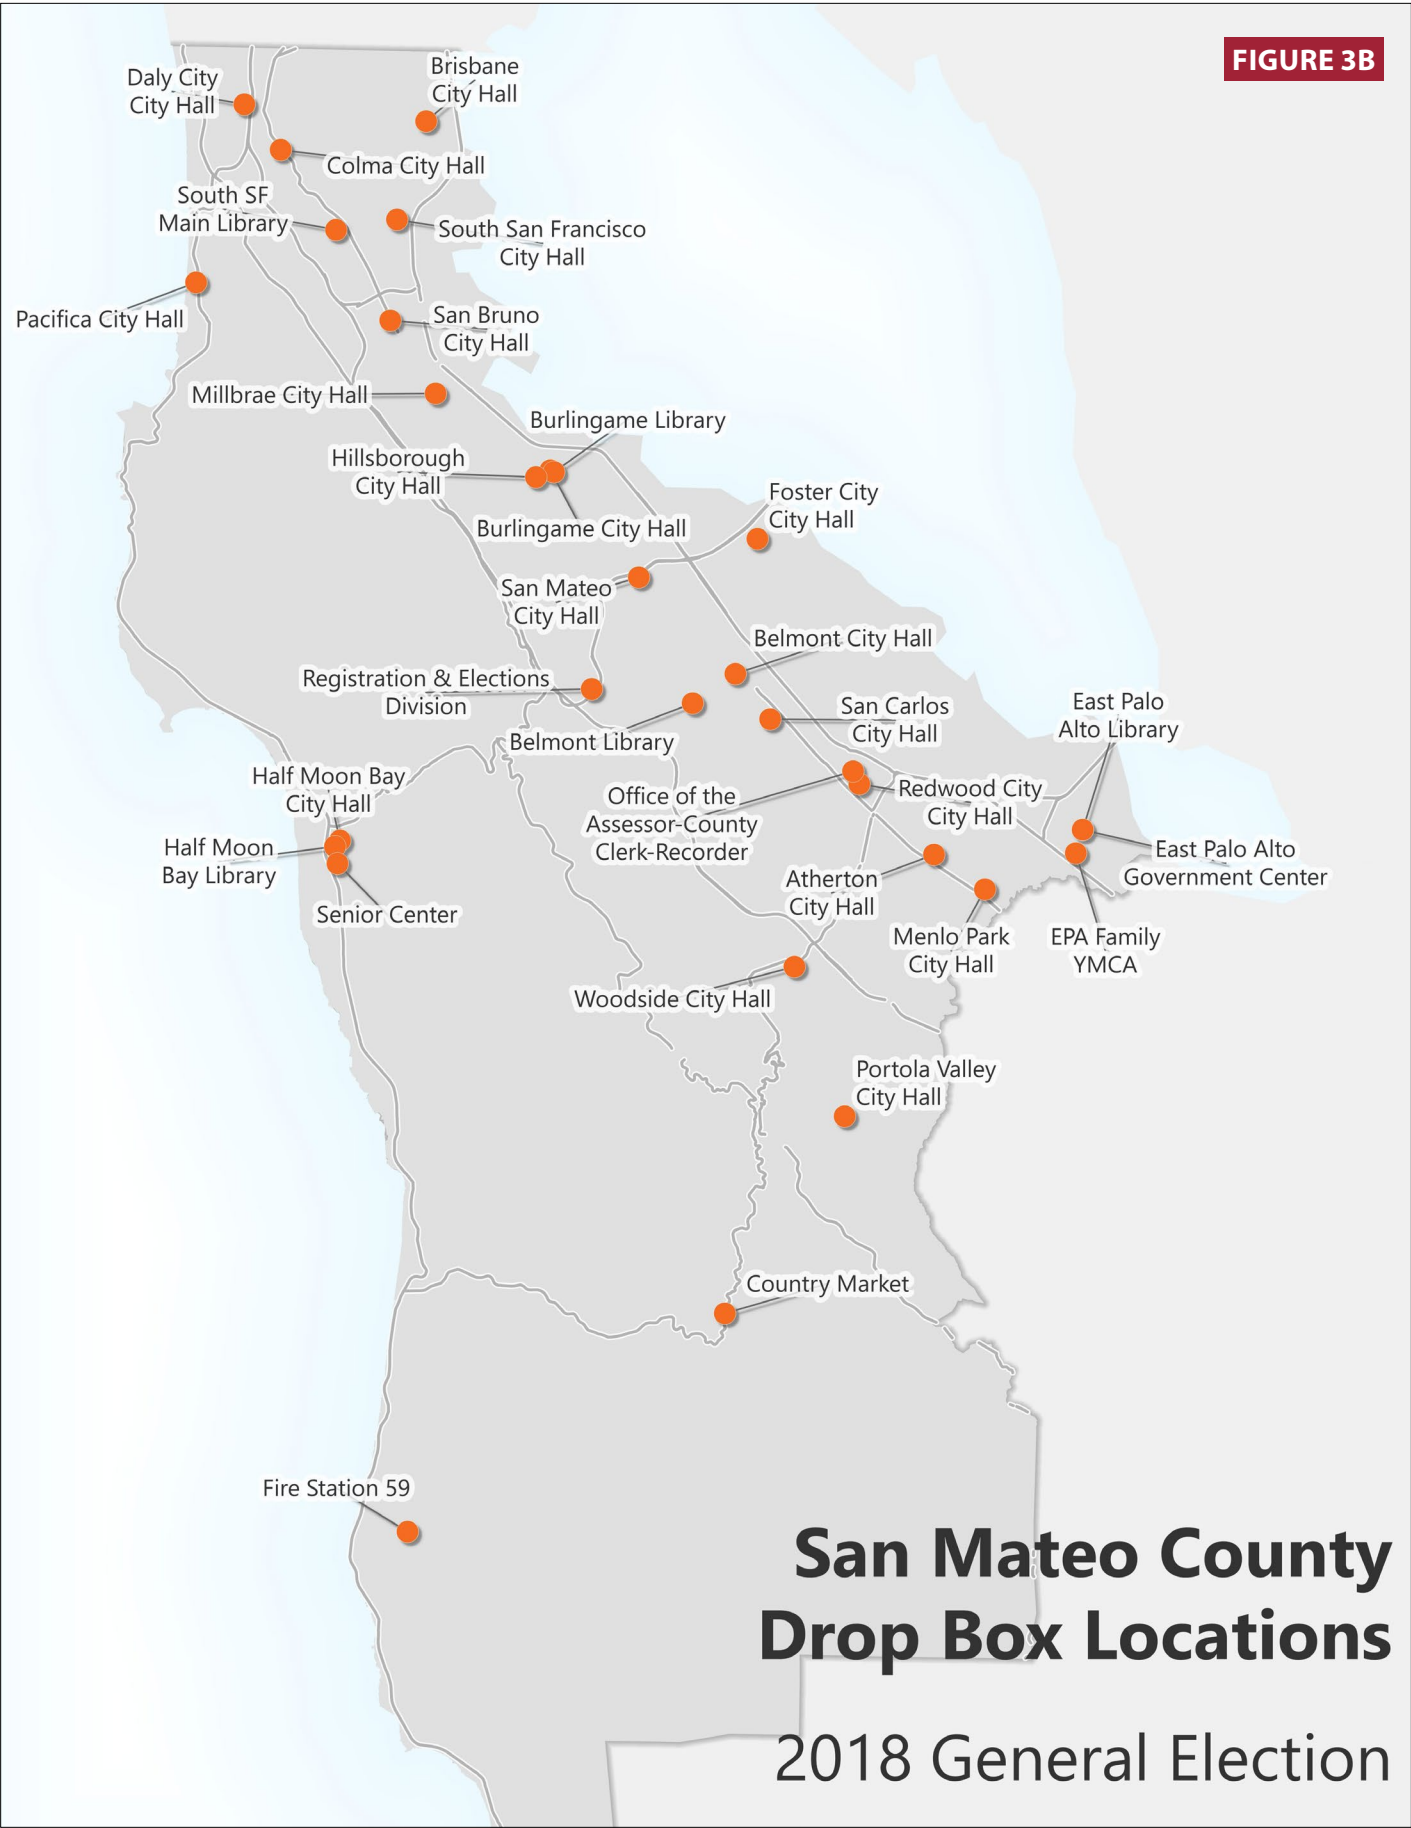 FIGURE 3B
Daly City
City Hall
Brisbane
City Hall
Colma City Hall
South SF
Main Library
South San Francisco
City Hall
Pacifica City Hall
San Bruno
City Hall
Millbrae City Hall
Burlingame Library
Hillsborough
City Hall
Burlingame City Hall
Foster City
City Hall
San Mateo
City Hall
Belmont City Hall
Registration & Elections
Division
Belmont Library
San Carlos
City Hall
East Palo
Alto Library
Half Moon Bay
City Hall
Office of the
Assessor-County
Clerk-Recorder
Redwood City
City Hall
Half Moon
Bay Library
East Palo Alto
Government Center
Atherton
City Hall
Senior Center
Menlo Park
City Hall
EPA Family
YMCA
Woodside City Hall
Portola Valley
City Hall
Country Market
Fire Station 59
San Mateo County
Drop Box Locations
2018 General Election